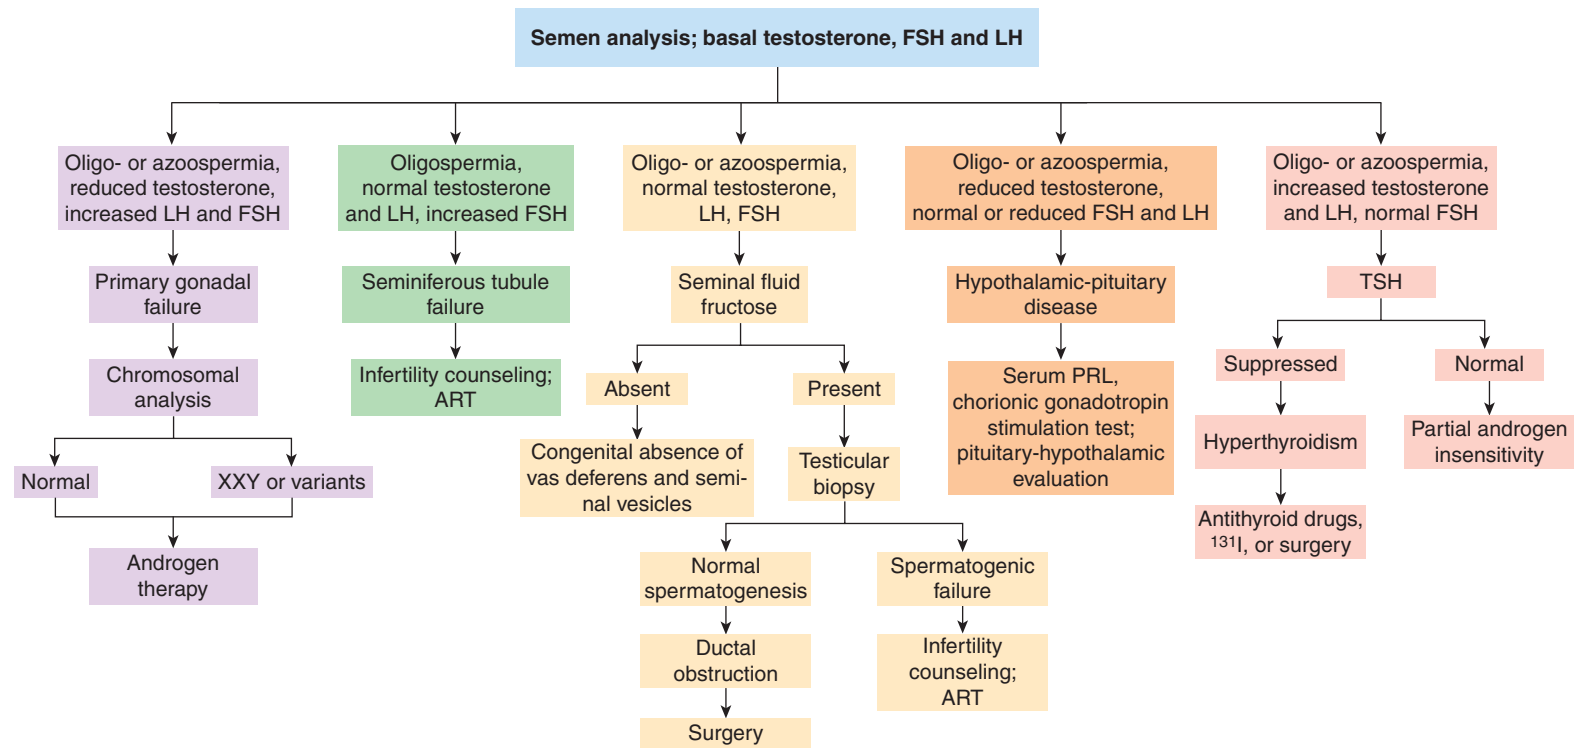 Semen analysis; basal testosterone, FSH and LH
Oligo- or azoospermia,
reduced testosterone,
increased LH and FSH
Primary gonadal
failure
Chromosomal
analysis
Normal
XXY or variants
Androgen
therapy
Oligospermia,
normal testosterone
and LH, increased FSH
Seminiferous tubule
failure
Infertility counseling;
ART
Oligo- or azoospermia,
normal testosterone,
LH, FSH
Seminal fluid
fructose
Absent
Congenital absence of
vas deferens and semi-
nal vesicles
Present
Testicular
biopsy
Normal
spermatogenesis
Ductal
obstruction
Surgery
Spermatogenic
failure
Infertility
counseling;
ART
Oligo- or azoospermia,
reduced testosterone,
normal or reduced FSH and LH
Hypothalamic-pituitary
disease
Serum PRL,
chorionic gonadotropin
stimulation test;
pituitary-hypothalamic
evaluation
Oligo- or azoospermia,
increased testosterone
and LH, normal FSH
TSH
Suppressed
Hyperthyroidism
Antithyroid drugs,
¹³¹I, or surgery
Normal
Partial androgen
insensitivity